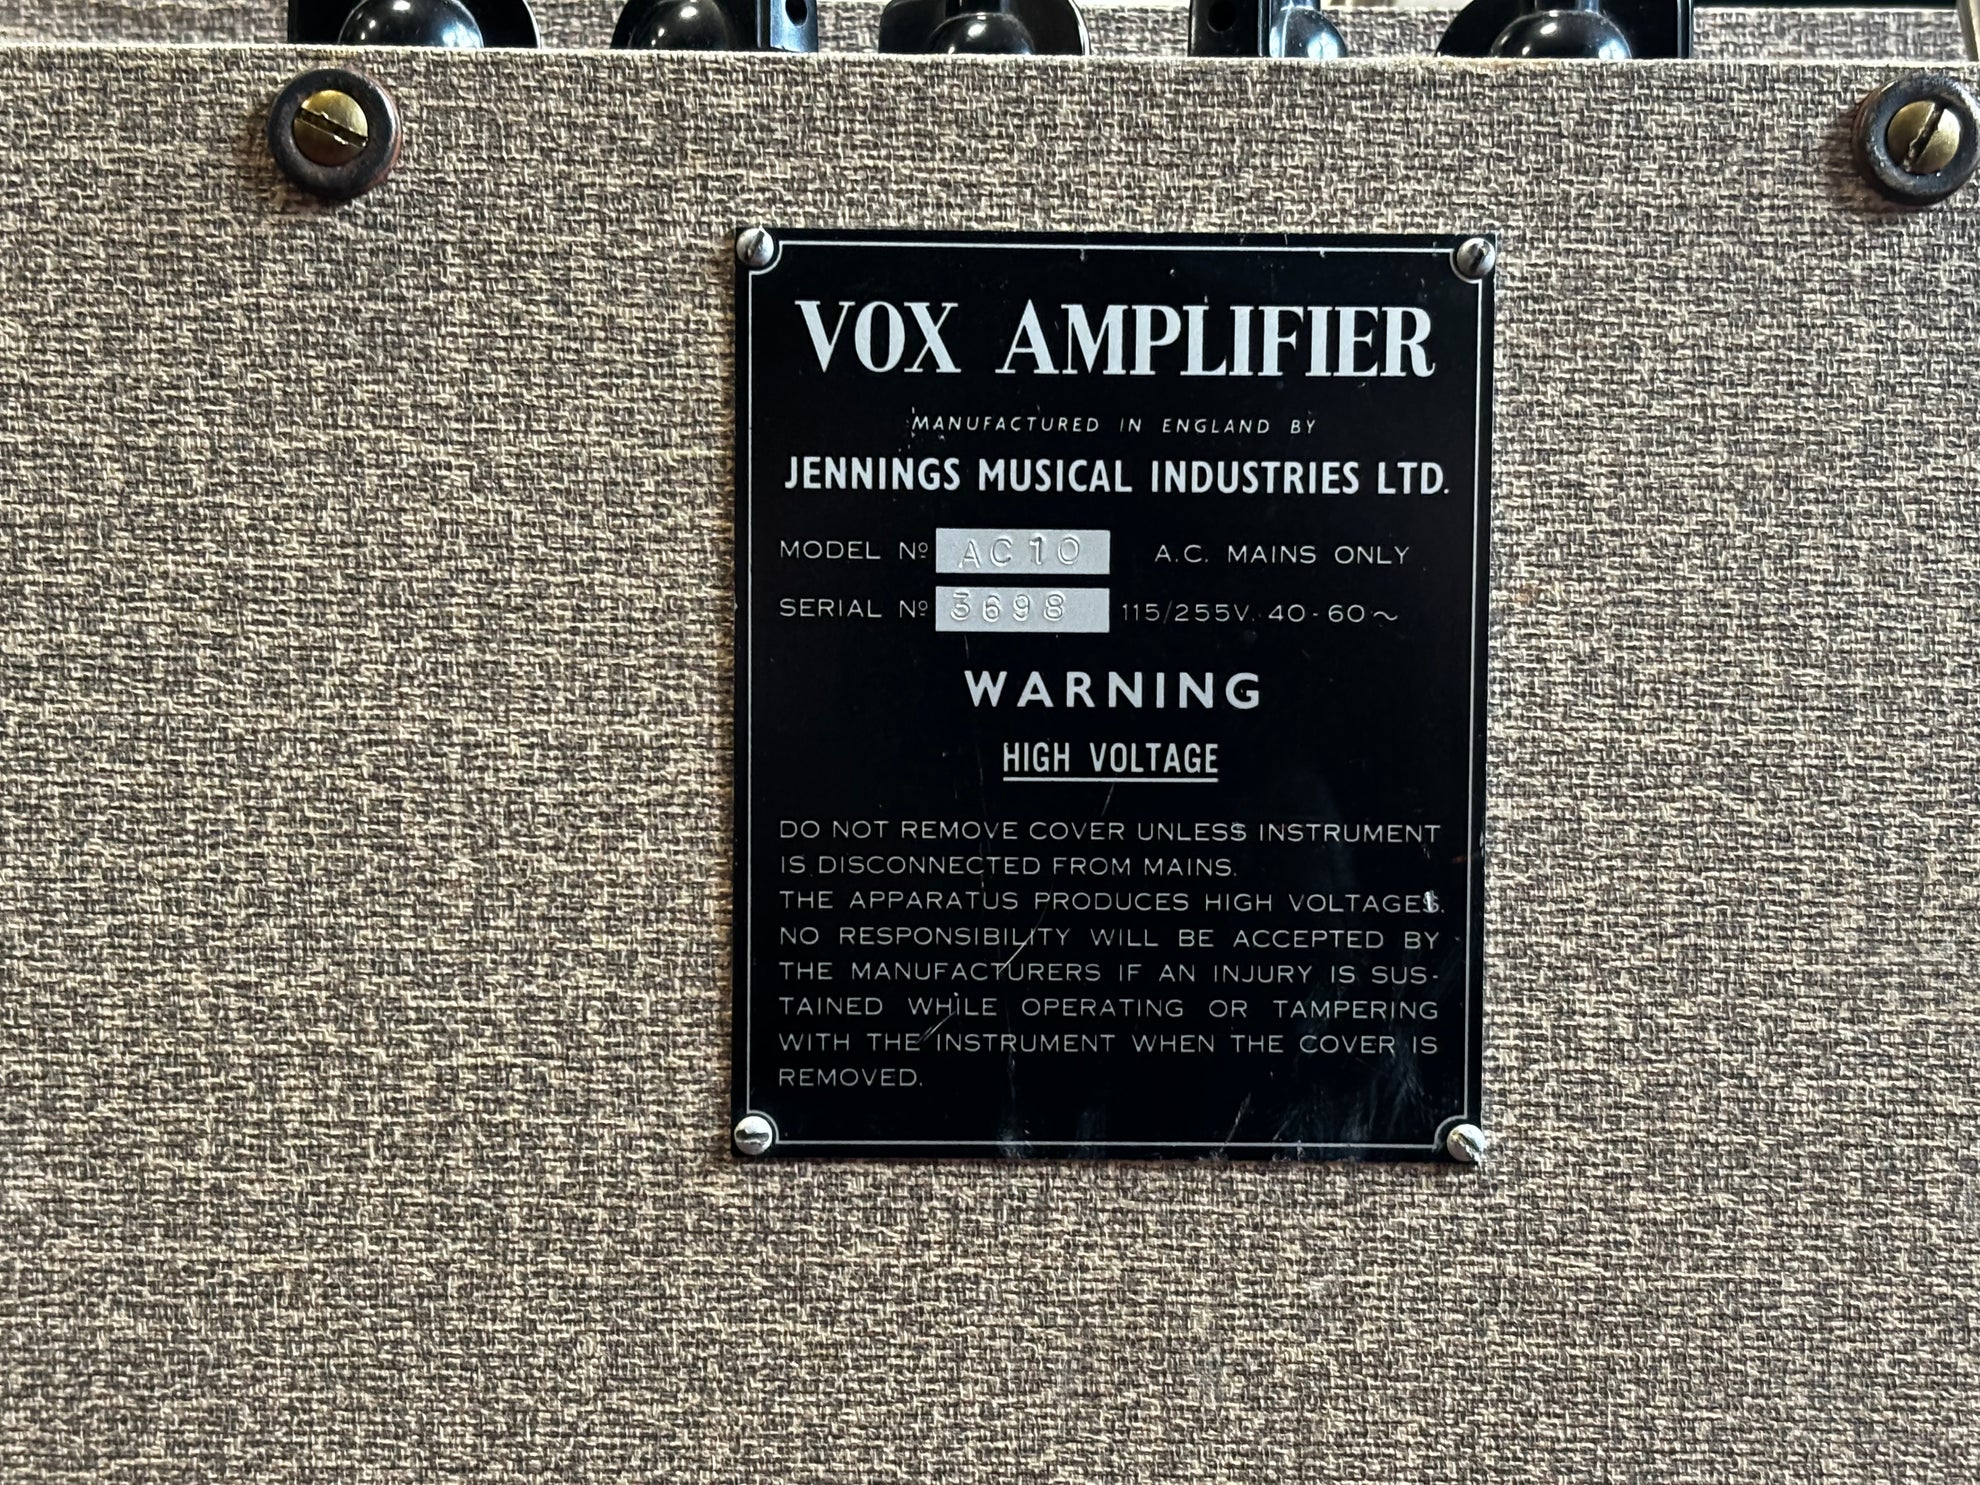 VOX AMPLIFIER
MANUFACTURED IN ENGLAND BY
JENNINGS MUSICAL INDUSTRIES LTD.
MODEL Nº AC10 A.C. MAINS ONLY
SERIAL Nº 3698 115/255V. 40-60~
WARNING
HIGH VOLTAGE
DO NOT REMOVE COVER UNLESS INSTRUMENT
IS DISCONNECTED FROM MAINS.
THE APPARATUS PRODUCES HIGH VOLTAGES.
NO RESPONSIBILITY WILL BE ACCEPTED BY
THE MANUFACTURERS IF AN INJURY IS SUS-
TAINED WHILE OPERATING OR TAMPERING
WITH THE INSTRUMENT WHEN THE COVER IS
REMOVED.